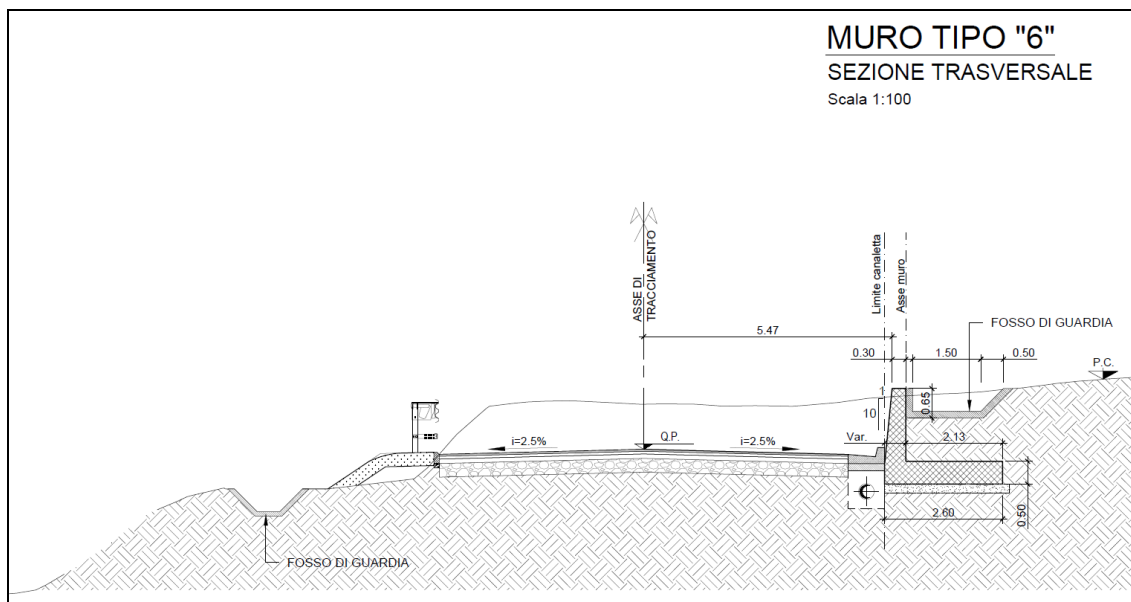 MURO TIPO "6"
SEZIONE TRASVERSALE
Scala 1:100
ASSE DI
TRACCIAMENTO
Limite canaletta
Asse muro
5.47
FOSSO DI GUARDIA
0.30
1.50
0.50
P.C.
1
10
0.65
i=2.5%
Q.P.
i=2.5%
Var.
2.13
2.60
0.50
FOSSO DI GUARDIA